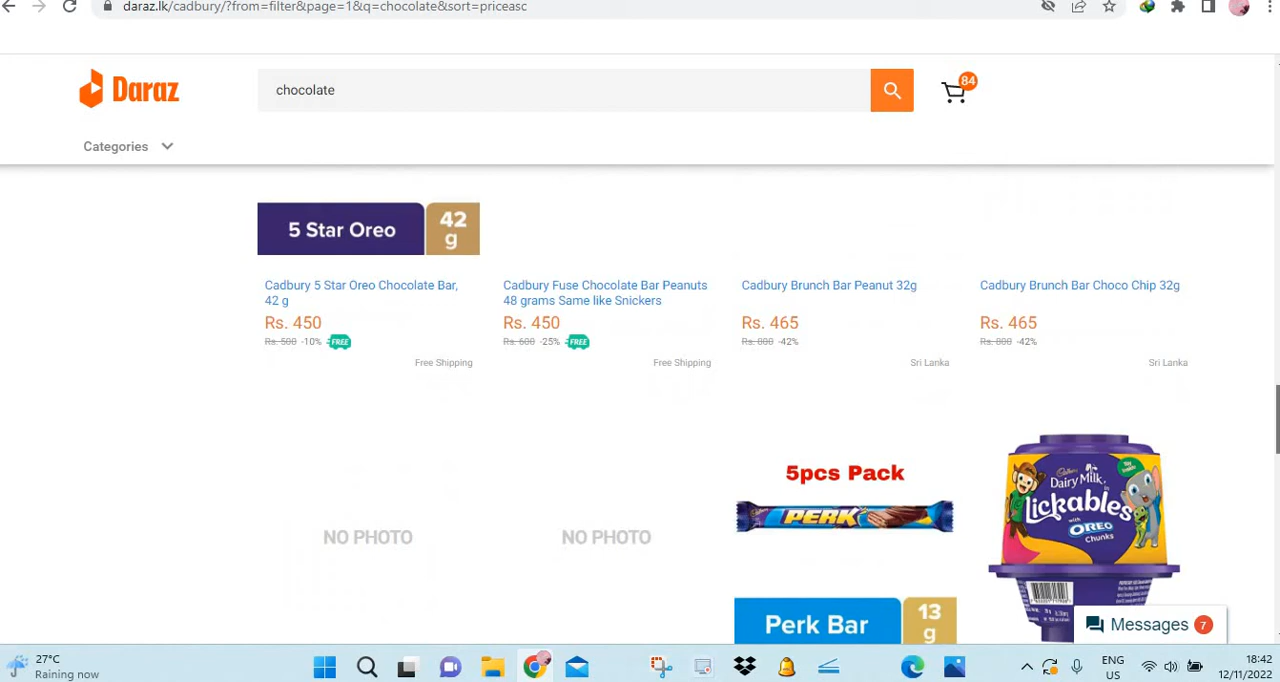 daraz.lk/cadbury/?from=filter&page=1&q=chocolate&sort=priceasc
Daraz
chocolate
84
Categories
5 Star Oreo
42
g
Cadbury 5 Star Oreo Chocolate Bar,
42 g
Rs. 450
Rs. 500 -10% FREE
Free Shipping
Cadbury Fuse Chocolate Bar Peanuts
48 grams Same like Snickers
Rs. 450
Rs. 600 -25% FREE
Free Shipping
Cadbury Brunch Bar Peanut 32g
Rs. 465
Rs. 800 -42%
Sri Lanka
Cadbury Brunch Bar Choco Chip 32g
Rs. 465
Rs. 800 -42%
Sri Lanka
NO PHOTO
NO PHOTO
5pcs Pack
PERK
Perk Bar
13
g
Cadbury
Dairy Milk
lickables
with
OREO
Chunks
Messages 7
27°C
Raining now
ENG
US
18:42
12/11/2022